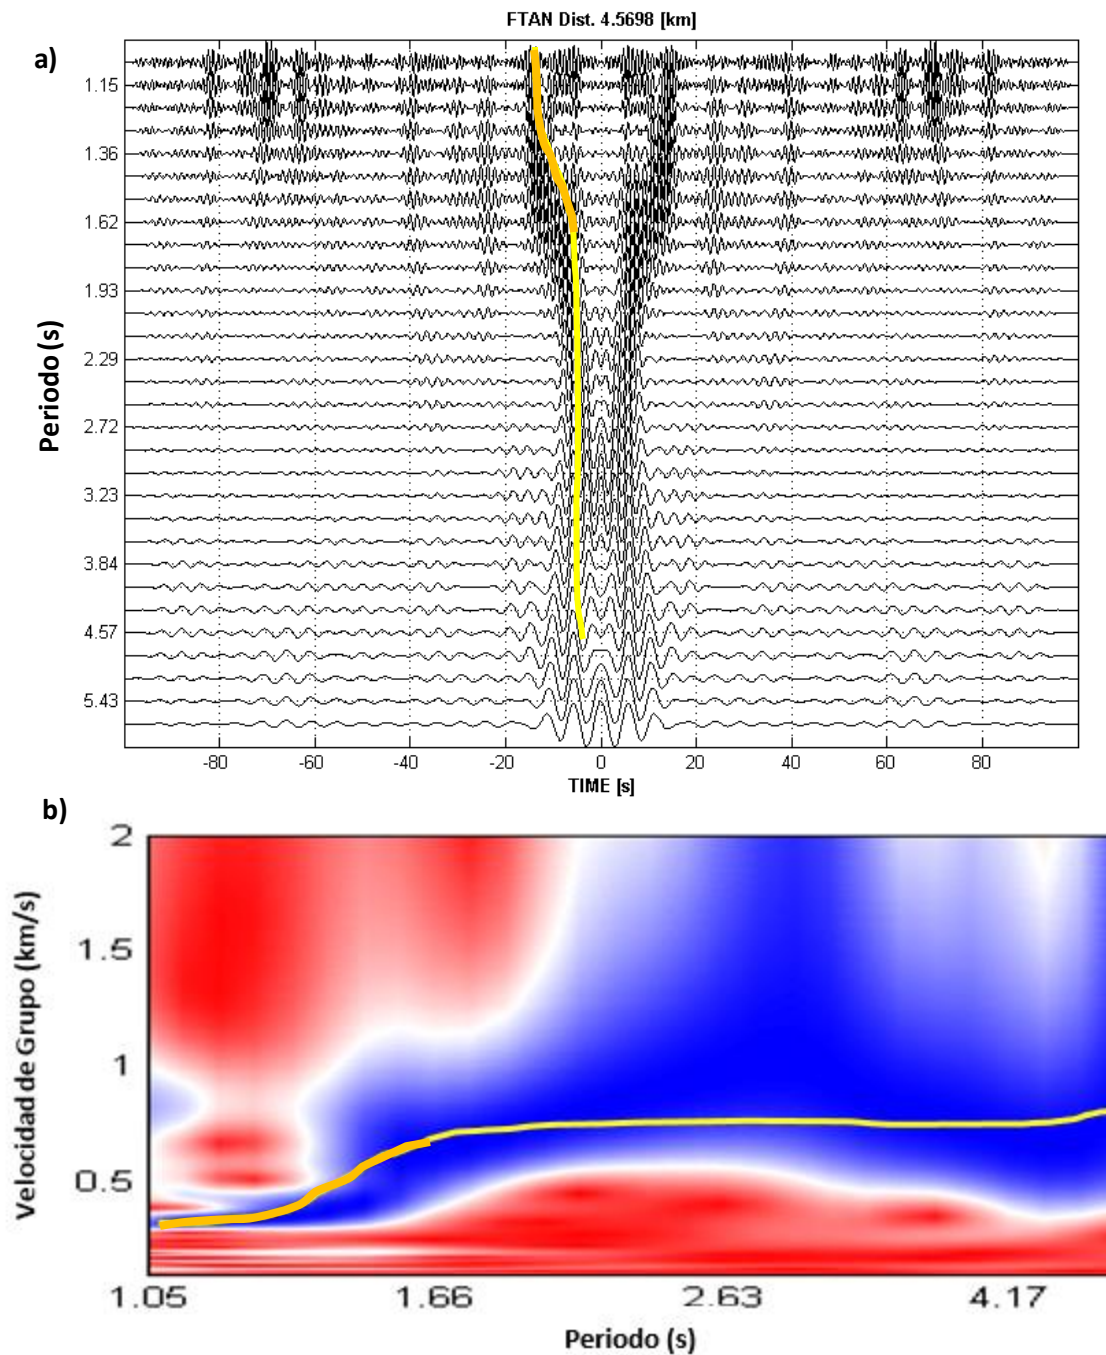 FTAN Dist. 4.5698 [km]
a)
1.15
1.36
1.62
1.93
2.29
2.72
3.23
3.84
4.57
5.43
Periodo (s)
-80 -60 -40 -20 0 20 40 60 80
TIME [s]
b)
2
1.5
1
0.5
Velocidad de Grupo (km/s)
1.05 1.66 2.63 4.17
Periodo (s)